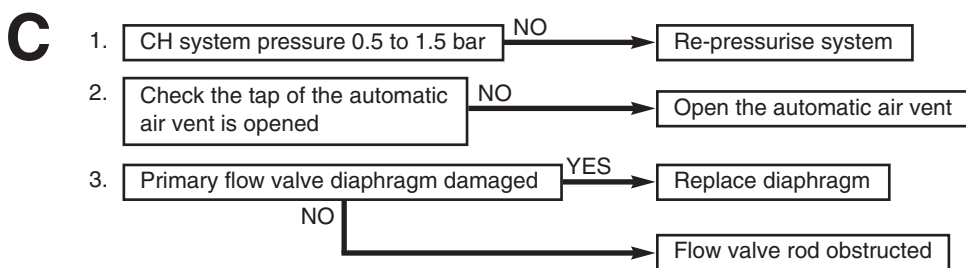 C
1. CH system pressure 0.5 to 1.5 bar NO Re-pressurise system
2. Check the tap of the automatic
air vent is opened NO Open the automatic air vent
3. Primary flow valve diaphragm damaged YES Replace diaphragm
NO
Flow valve rod obstructed